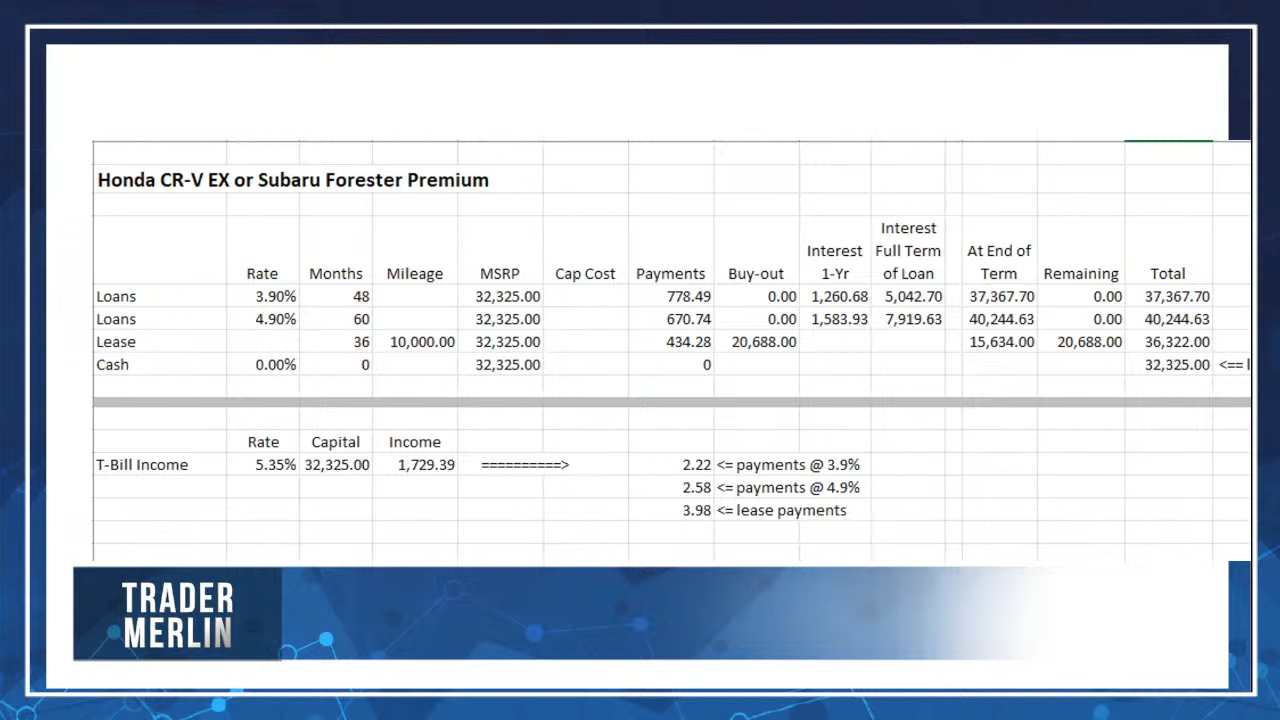 Honda CR-V EX or Subaru Forester Premium
Rate Months Mileage MSRP Cap Cost Payments Buy-out Interest 1-Yr Interest Full Term of Loan At End of Term Remaining Total
Loans 3.90% 48 32,325.00 778.49 0.00 1,260.68 5,042.70 37,367.70 0.00 37,367.70
Loans 4.90% 60 32,325.00 670.74 0.00 1,583.93 7,919.63 40,244.63 0.00 40,244.63
Lease 36 10,000.00 32,325.00 434.28 20,688.00 15,634.00 20,688.00 36,322.00
Cash 0.00% 0 32,325.00 0 32,325.00 <==
Rate Capital Income
T-Bill Income 5.35% 32,325.00 1,729.39 ==========> 2.22 <= payments @ 3.9%
2.58 <= payments @ 4.9%
3.98 <= lease payments
TRADER
MERLIN